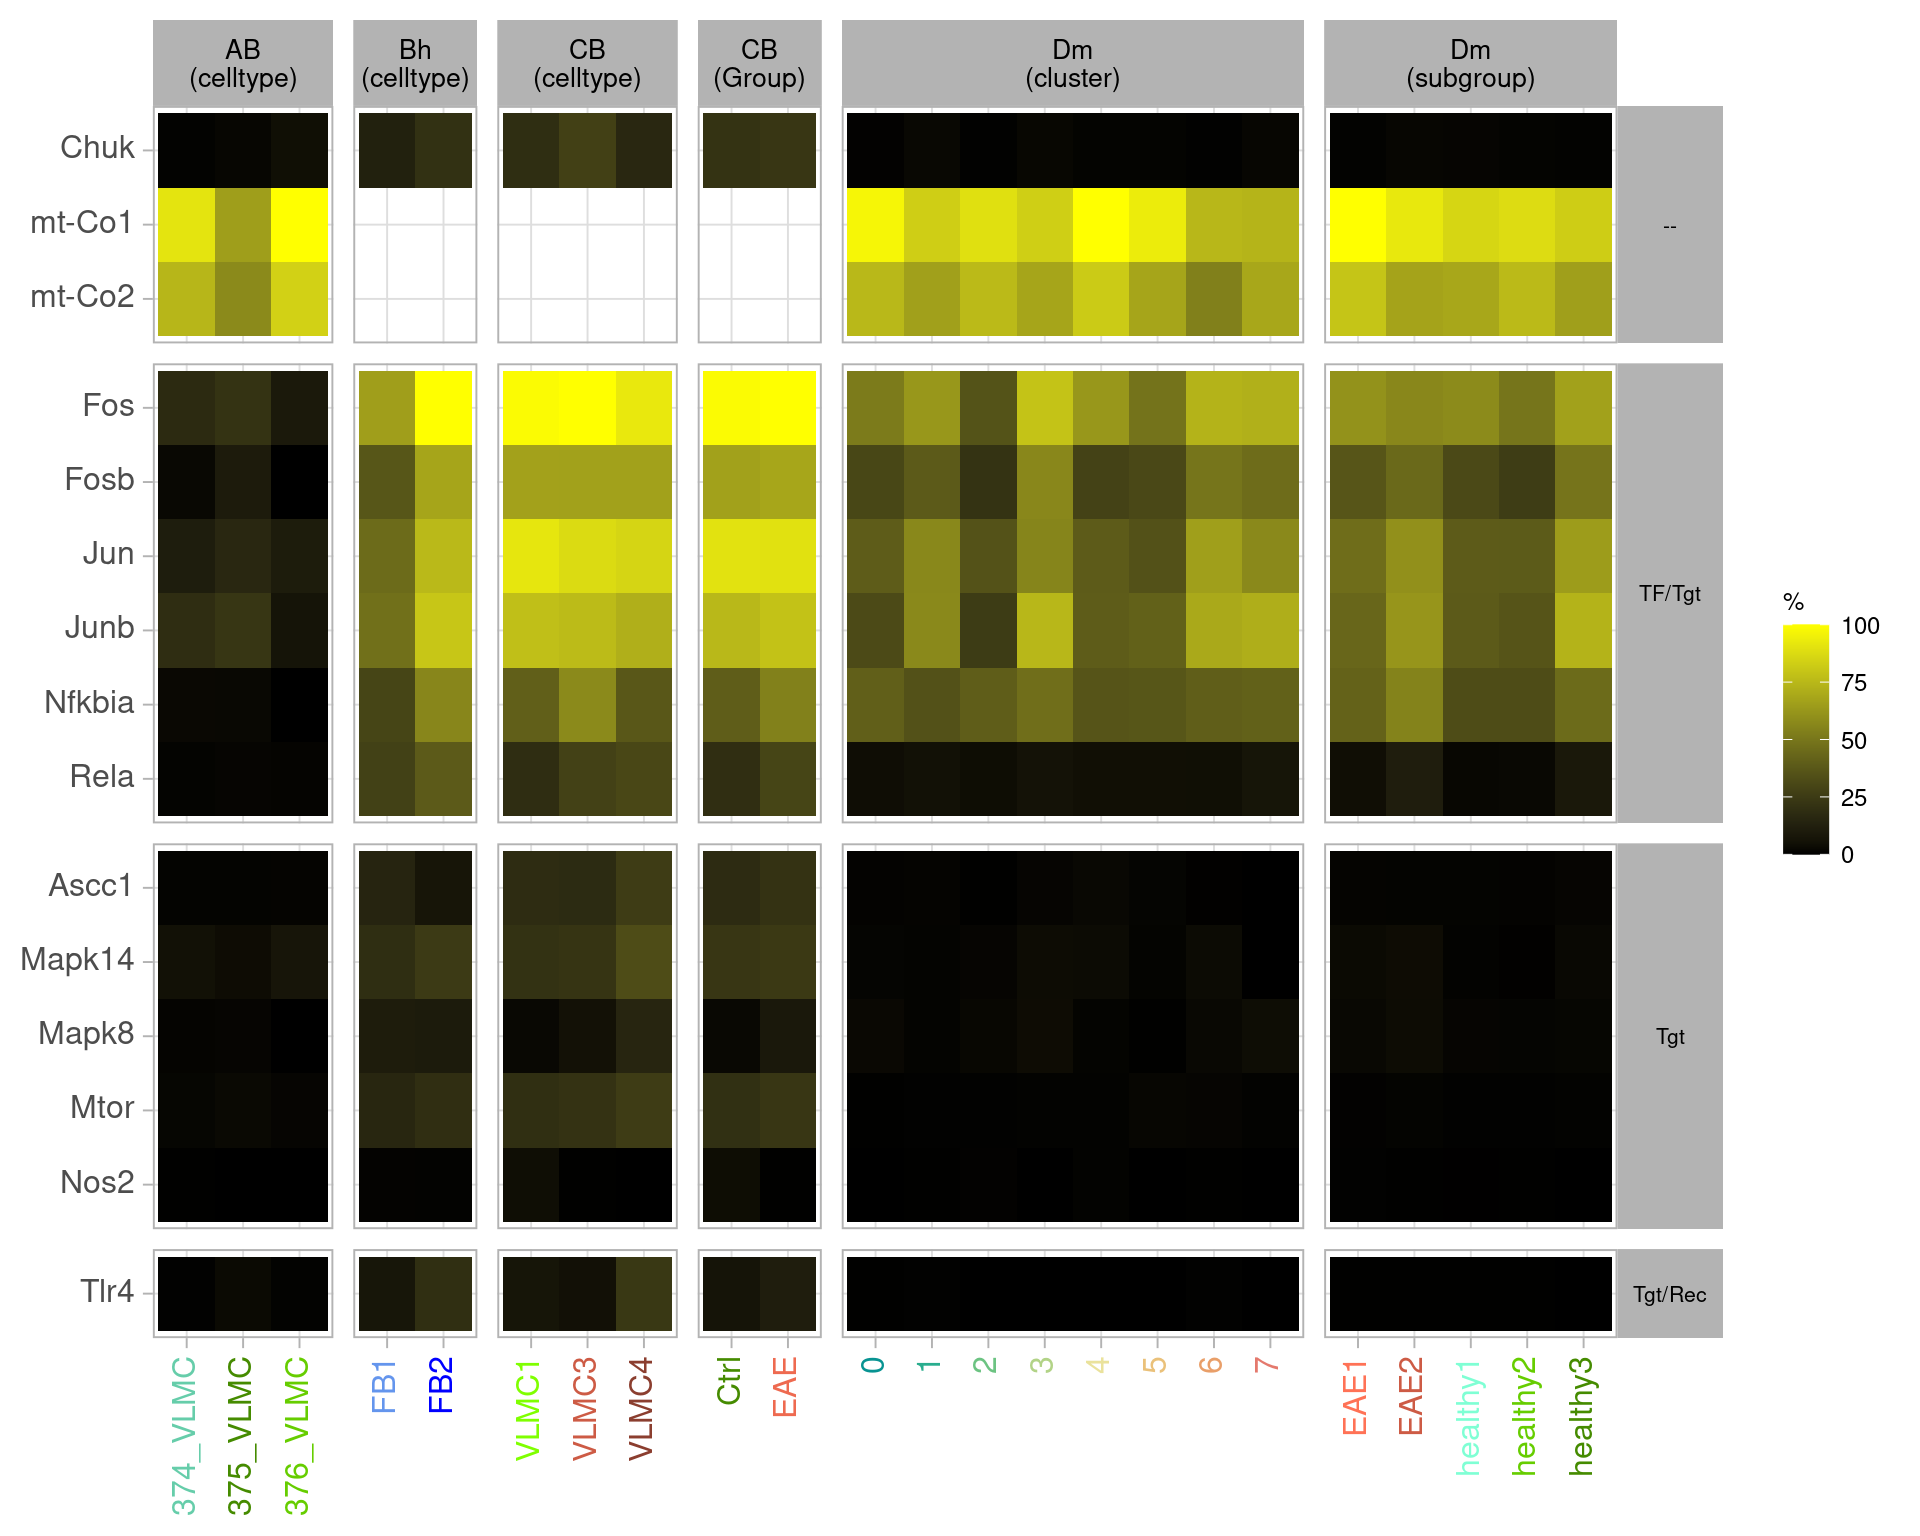 AB
(celltype)
Bh
(celltype)
CB
(celltype)
CB
(Group)
Dm
(cluster)
Dm
(subgroup)
Chuk
mt-Co1
mt-Co2
--
Fos
Fosb
Jun
Junb
Nfkbia
Rela
TF/Tgt
Ascc1
Mapk14
Mapk8
Mtor
Nos2
Tgt
Tlr4
Tgt/Rec
374_VLMC
375_VLMC
376_VLMC
FB1
FB2
VLMC1
VLMC3
VLMC4
Ctrl
EAE
0
1
2
3
4
5
6
7
EAE1
EAE2
healthy1
healthy2
healthy3
%
100
75
50
25
0